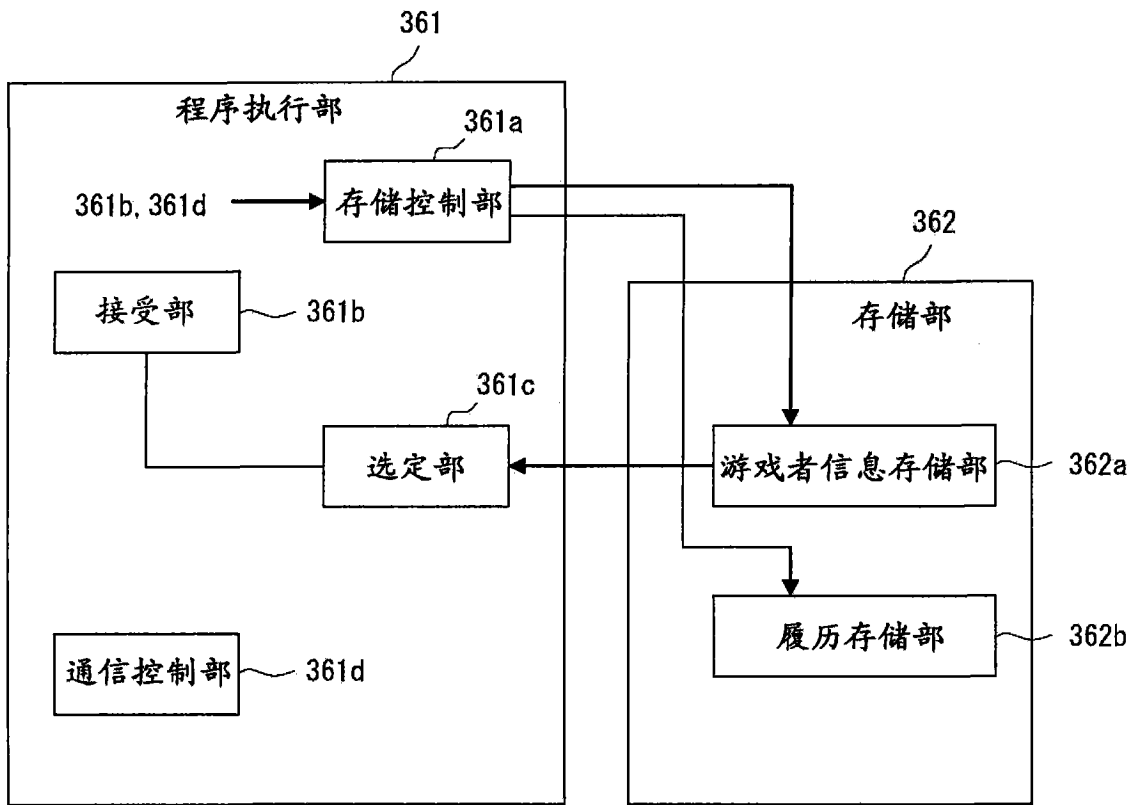 361
程序执行部
361a
361b, 361d
存储控制部
362
接受部
361b
存储部
361c
选定部
游戏者信息存储部
362a
履历存储部
362b
通信控制部
361d